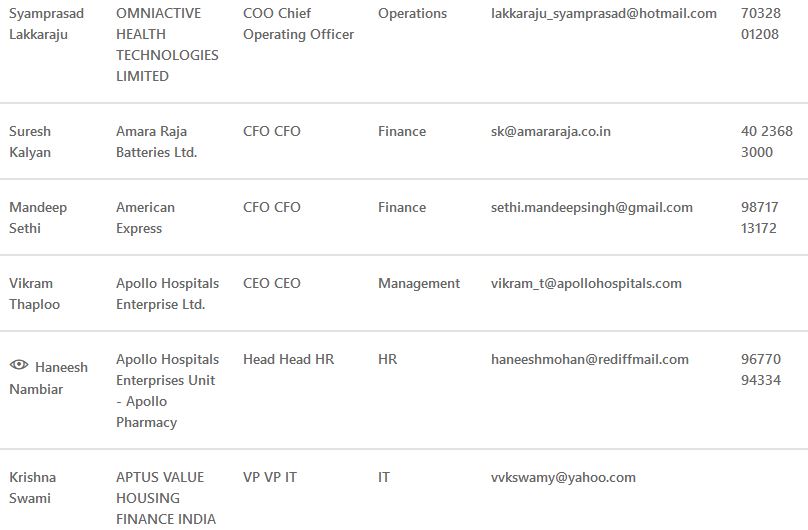 Syamprasad Lakkaraju OMNIACTIVE HEALTH TECHNOLOGIES LIMITED COO Chief Operating Officer Operations lakkaraju_syamprasad@hotmail.com 70328 01208
Suresh Kalyan Amara Raja Batteries Ltd. CFO CFO Finance sk@amararaja.co.in 40 2368 3000
Mandeep Sethi American Express CFO CFO Finance sethi.mandeepsingh@gmail.com 98717 13172
Vikram Thaploo Apollo Hospitals Enterprise Ltd. CEO CEO Management vikram_t@apollohospitals.com
Haneesh Nambiar Apollo Hospitals Enterprises Unit - Apollo Pharmacy Head Head HR HR haneeshmohan@rediffmail.com 96770 94334
Krishna Swami APTUS VALUE HOUSING FINANCE INDIA VP VP IT IT vvkswamy@yahoo.com